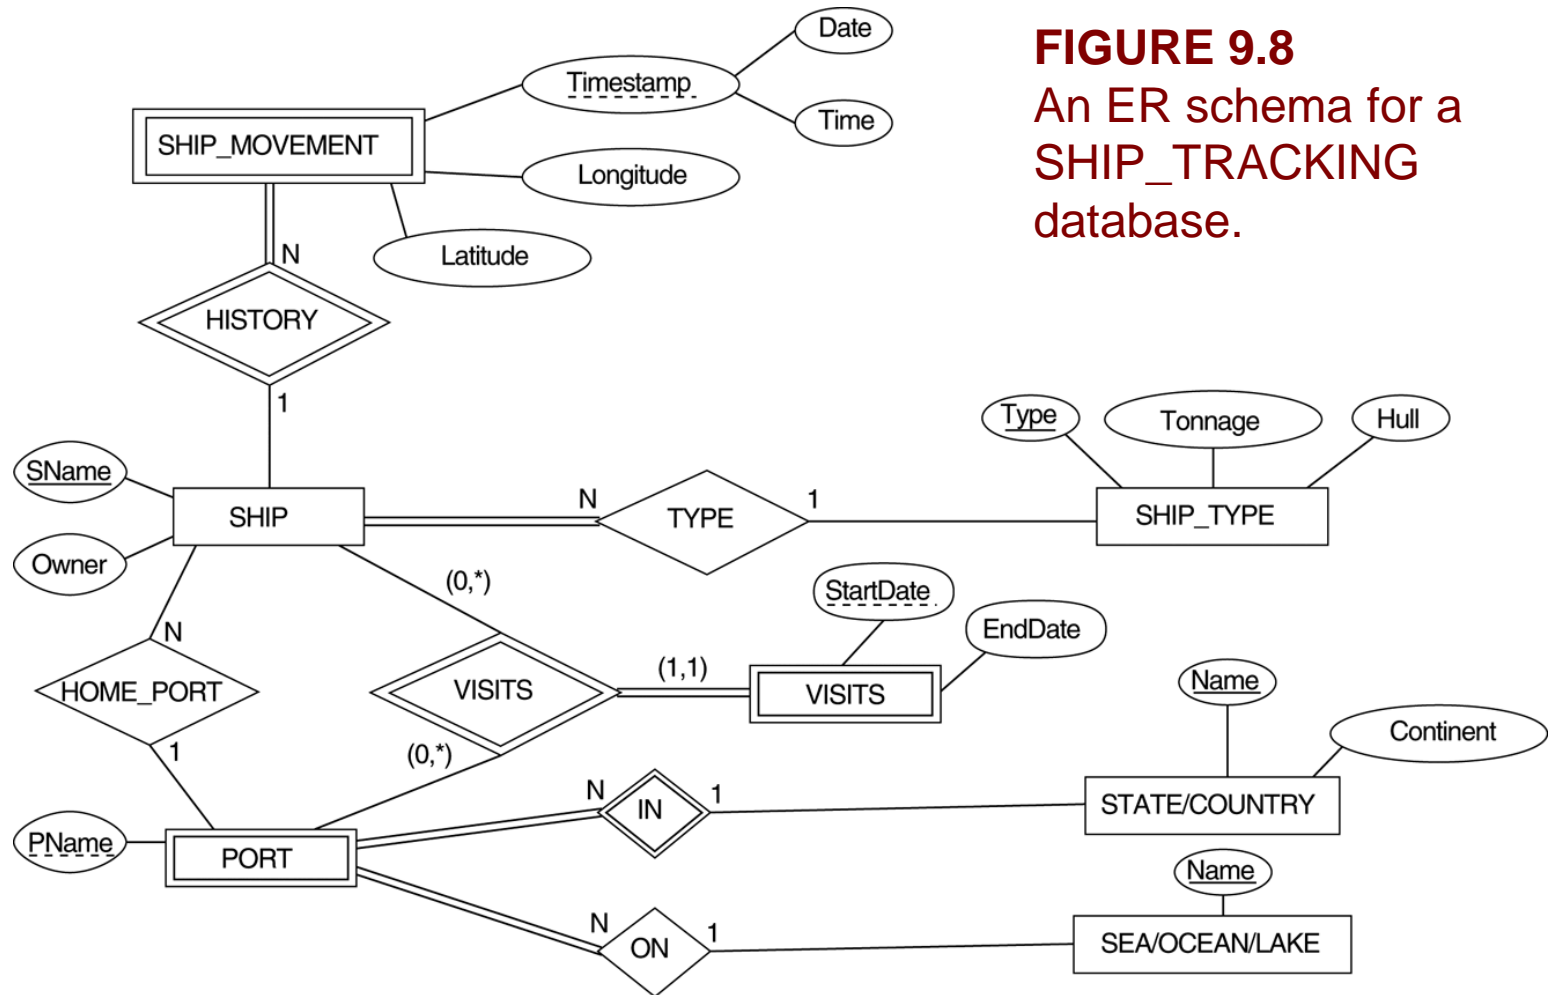 FIGURE 9.8
An ER schema for a
SHIP_TRACKING
database.
Date
Timestamp
Time
SHIP_MOVEMENT
Longitude
Latitude
N
HISTORY
1
SName
Owner
SHIP
N
TYPE
1
Type
Tonnage
Hull
SHIP_TYPE
(0,*)
StartDate
EndDate
N
HOME_PORT
1
VISITS
(1,1)
VISITS
(0,*)
Name
Continent
N
IN
1
STATE/COUNTRY
PName
PORT
Name
N
ON
1
SEA/OCEAN/LAKE